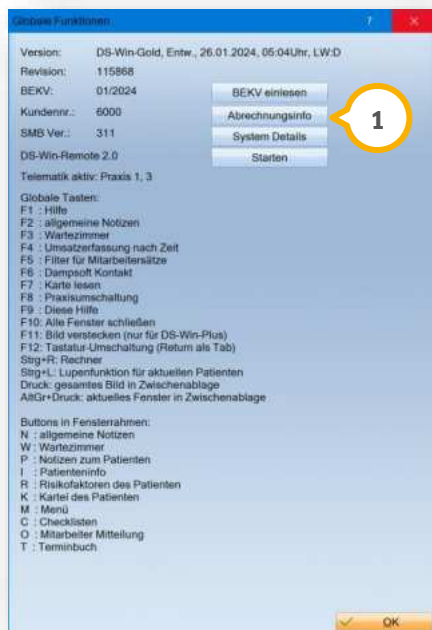 Globale Funktionen
?
×
Version: DS-Win-Gold, Entw., 26.01.2024, 05:04Uhr, LW:D
Revision: 115868
BEKV: 01/2024 BEKV einlesen
Kundennr.: 6000 Abrechnungsinfo 1
SMB Ver.: 311 System Details
DS-Win-Remote 2.0 Starten
Telematik aktiv: Praxis 1, 3
Globale Tasten:
F1 : Hilfe
F2 : allgemeine Notizen
F3 : Wartezimmer
F4 : Umsatzerfassung nach Zeit
F5 : Filter für Mitarbeitersätze
F6 : Dampsoft Kontakt
F7 : Karte lesen
F8 : Praxisumschaltung
F9 : Diese Hilfe
F10: Alle Fenster schließen
F11: Bild verstecken (nur für DS-Win-Plus)
F12: Tastatur-Umschaltung (Return als Tab)
Strg+R: Rechner
Strg+L: Lupenfunktion für aktuellen Patienten
Druck: gesamtes Bild in Zwischenablage
AltGr+Druck: aktuelles Fenster in Zwischenablage
Buttons in Fensterrahmen:
N : allgemeine Notizen
W : Wartezimmer
P : Notizen zum Patienten
I : Patienteninfo
R : Risikofaktoren des Patienten
K : Kartei des Patienten
M : Menü
C : Checklisten
O : Mitarbeiter Mitteilung
T : Terminbuch
OK